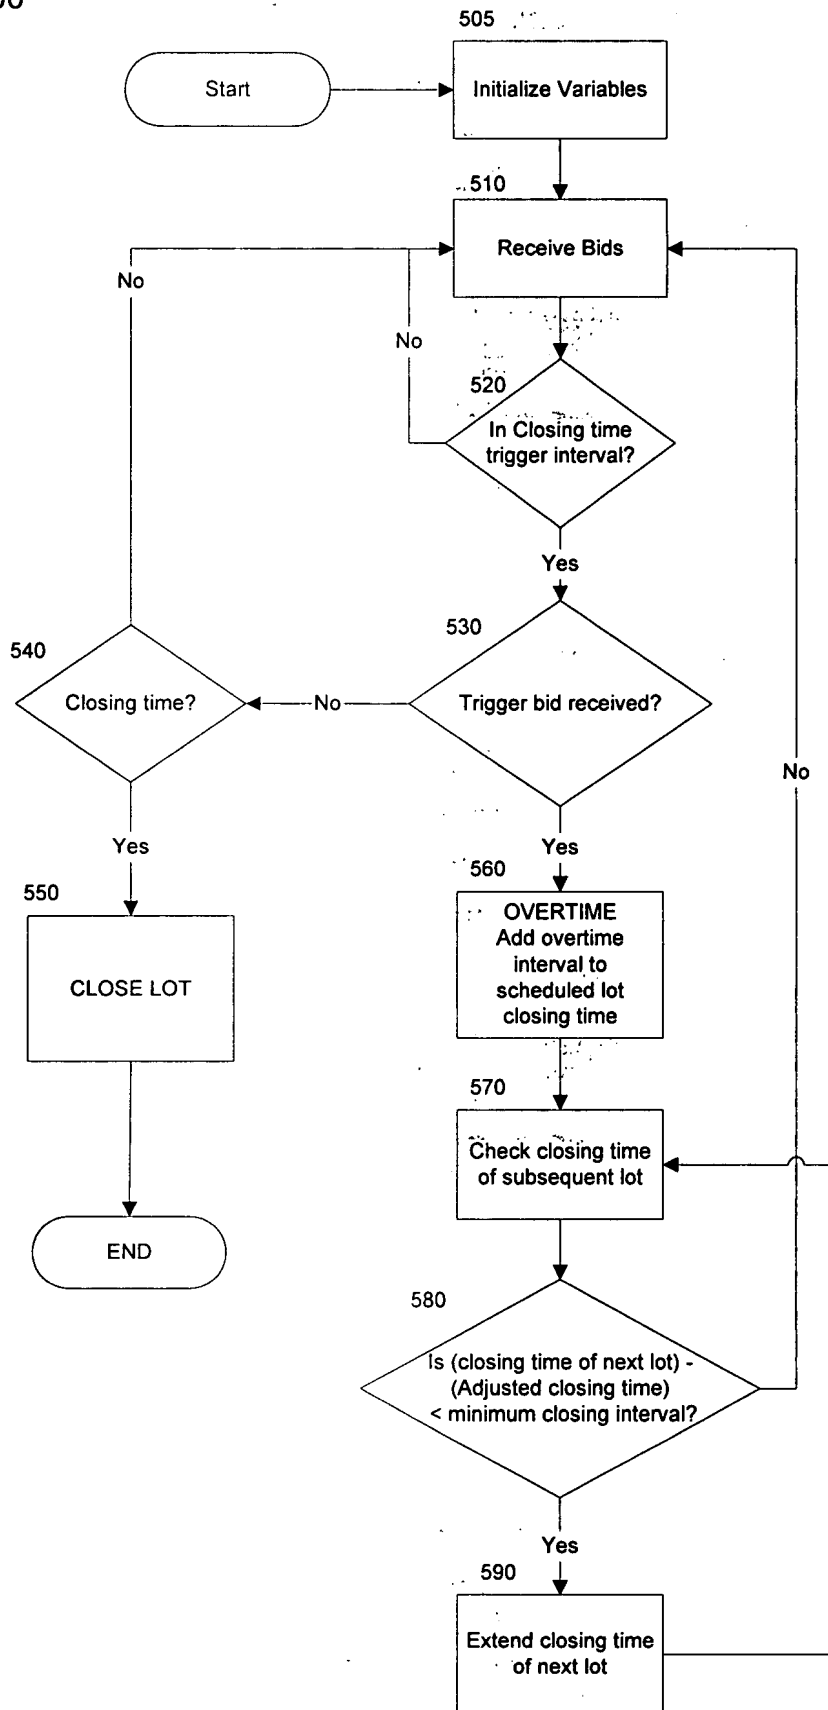 505
Start
Initialize Variables
510
Receive Bids
No
No
520
In Closing time
trigger interval?
Yes
530
540
Closing time?
No
Trigger bid received?
No
Yes
Yes
550
560
CLOSE LOT
OVERTIME
Add overtime
interval to
scheduled lot
closing time
570
Check closing time
of subsequent lot
END
580
Is (closing time of next lot) -
(Adjusted closing time)
< minimum closing interval?
Yes
590
Extend closing time
of next lot